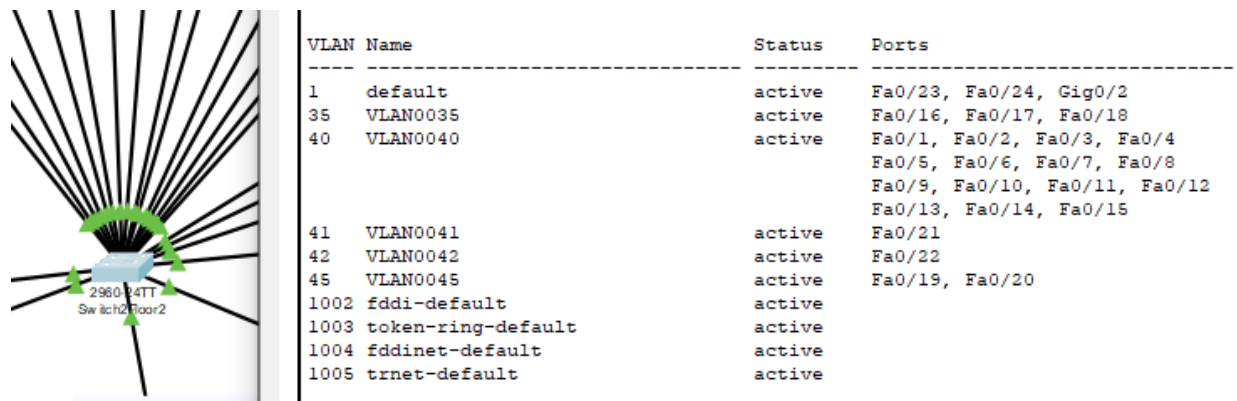 2960-24TT
Switch2Floor2
VLAN Name Status Ports
---- -------------------------------- --------- -------------------------------
1 default active Fa0/23, Fa0/24, Gig0/2
35 VLAN0035 active Fa0/16, Fa0/17, Fa0/18
40 VLAN0040 active Fa0/1, Fa0/2, Fa0/3, Fa0/4
Fa0/5, Fa0/6, Fa0/7, Fa0/8
Fa0/9, Fa0/10, Fa0/11, Fa0/12
Fa0/13, Fa0/14, Fa0/15
41 VLAN0041 active Fa0/21
42 VLAN0042 active Fa0/22
45 VLAN0045 active Fa0/19, Fa0/20
1002 fddi-default active
1003 token-ring-default active
1004 fddinet-default active
1005 trnet-default active